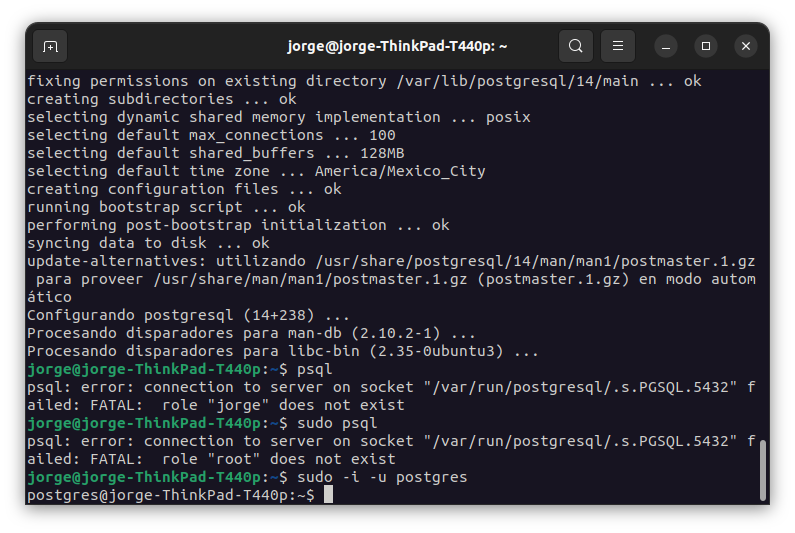 jorge@jorge-ThinkPad-T440p: ~
fixing permissions on existing directory /var/lib/postgresql/14/main ... ok
creating subdirectories ... ok
selecting dynamic shared memory implementation ... posix
selecting default max_connections ... 100
selecting default shared_buffers ... 128MB
selecting default time zone ... America/Mexico_City
creating configuration files ... ok
running bootstrap script ... ok
performing post-bootstrap initialization ... ok
syncing data to disk ... ok
update-alternatives: utilizando /usr/share/postgresql/14/man/man1/postmaster.1.gz
 para proveer /usr/share/man/man1/postmaster.1.gz (postmaster.1.gz) en modo autom
ático
Configurando postgresql (14+238) ...
Procesando disparadores para man-db (2.10.2-1) ...
Procesando disparadores para libc-bin (2.35-0ubuntu3) ...
jorge@jorge-ThinkPad-T440p:~$ psql
psql: error: connection to server on socket "/var/run/postgresql/.s.PGSQL.5432" f
ailed: FATAL:  role "jorge" does not exist
jorge@jorge-ThinkPad-T440p:~$ sudo psql
psql: error: connection to server on socket "/var/run/postgresql/.s.PGSQL.5432" f
ailed: FATAL:  role "root" does not exist
jorge@jorge-ThinkPad-T440p:~$ sudo -i -u postgres
postgres@jorge-ThinkPad-T440p:~$